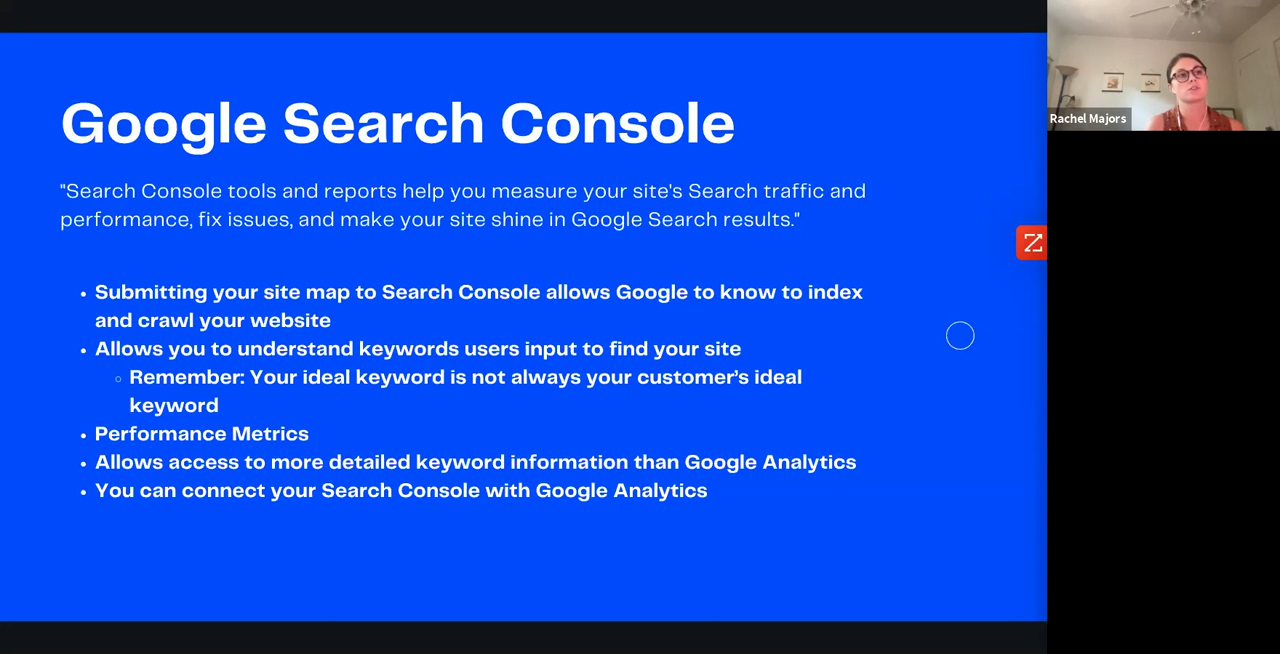 Google Search Console
"Search Console tools and reports help you measure your site's Search traffic and
performance, fix issues, and make your site shine in Google Search results."
Submitting your site map to Search Console allows Google to know to index
and crawl your website
Allows you to understand keywords users input to find your site
Remember: Your ideal keyword is not always your customer’s ideal
keyword
Performance Metrics
Allows access to more detailed keyword information than Google Analytics
You can connect your Search Console with Google Analytics
Rachel Majors